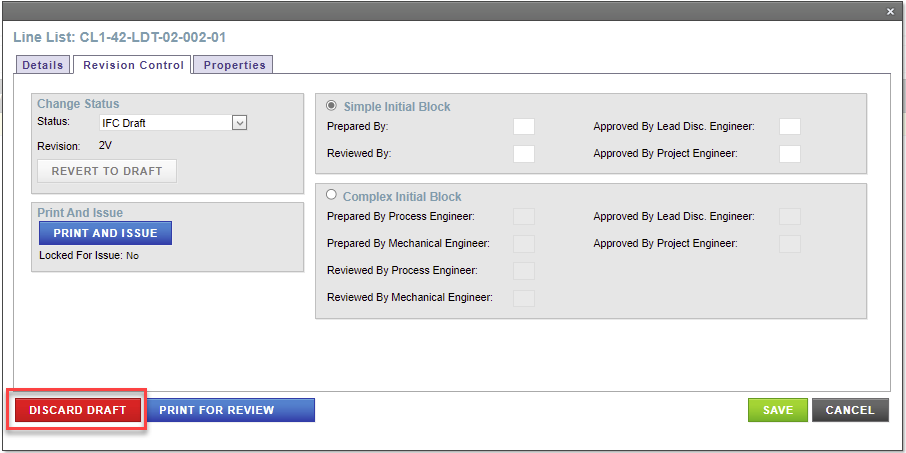 ×
Line List: CL1-42-LDT-02-002-01
Details
Revision Control
Properties
Change Status
Status:
IFC Draft
Revision:
2V
REVERT TO DRAFT
Print And Issue
PRINT AND ISSUE
Locked For Issue: No
Simple Initial Block
Prepared By:
Approved By Lead Disc. Engineer:
Reviewed By:
Approved By Project Engineer:
Complex Initial Block
Prepared By Process Engineer:
Approved By Lead Disc. Engineer:
Prepared By Mechanical Engineer:
Approved By Project Engineer:
Reviewed By Process Engineer:
Reviewed By Mechanical Engineer:
DISCARD DRAFT
PRINT FOR REVIEW
SAVE
CANCEL